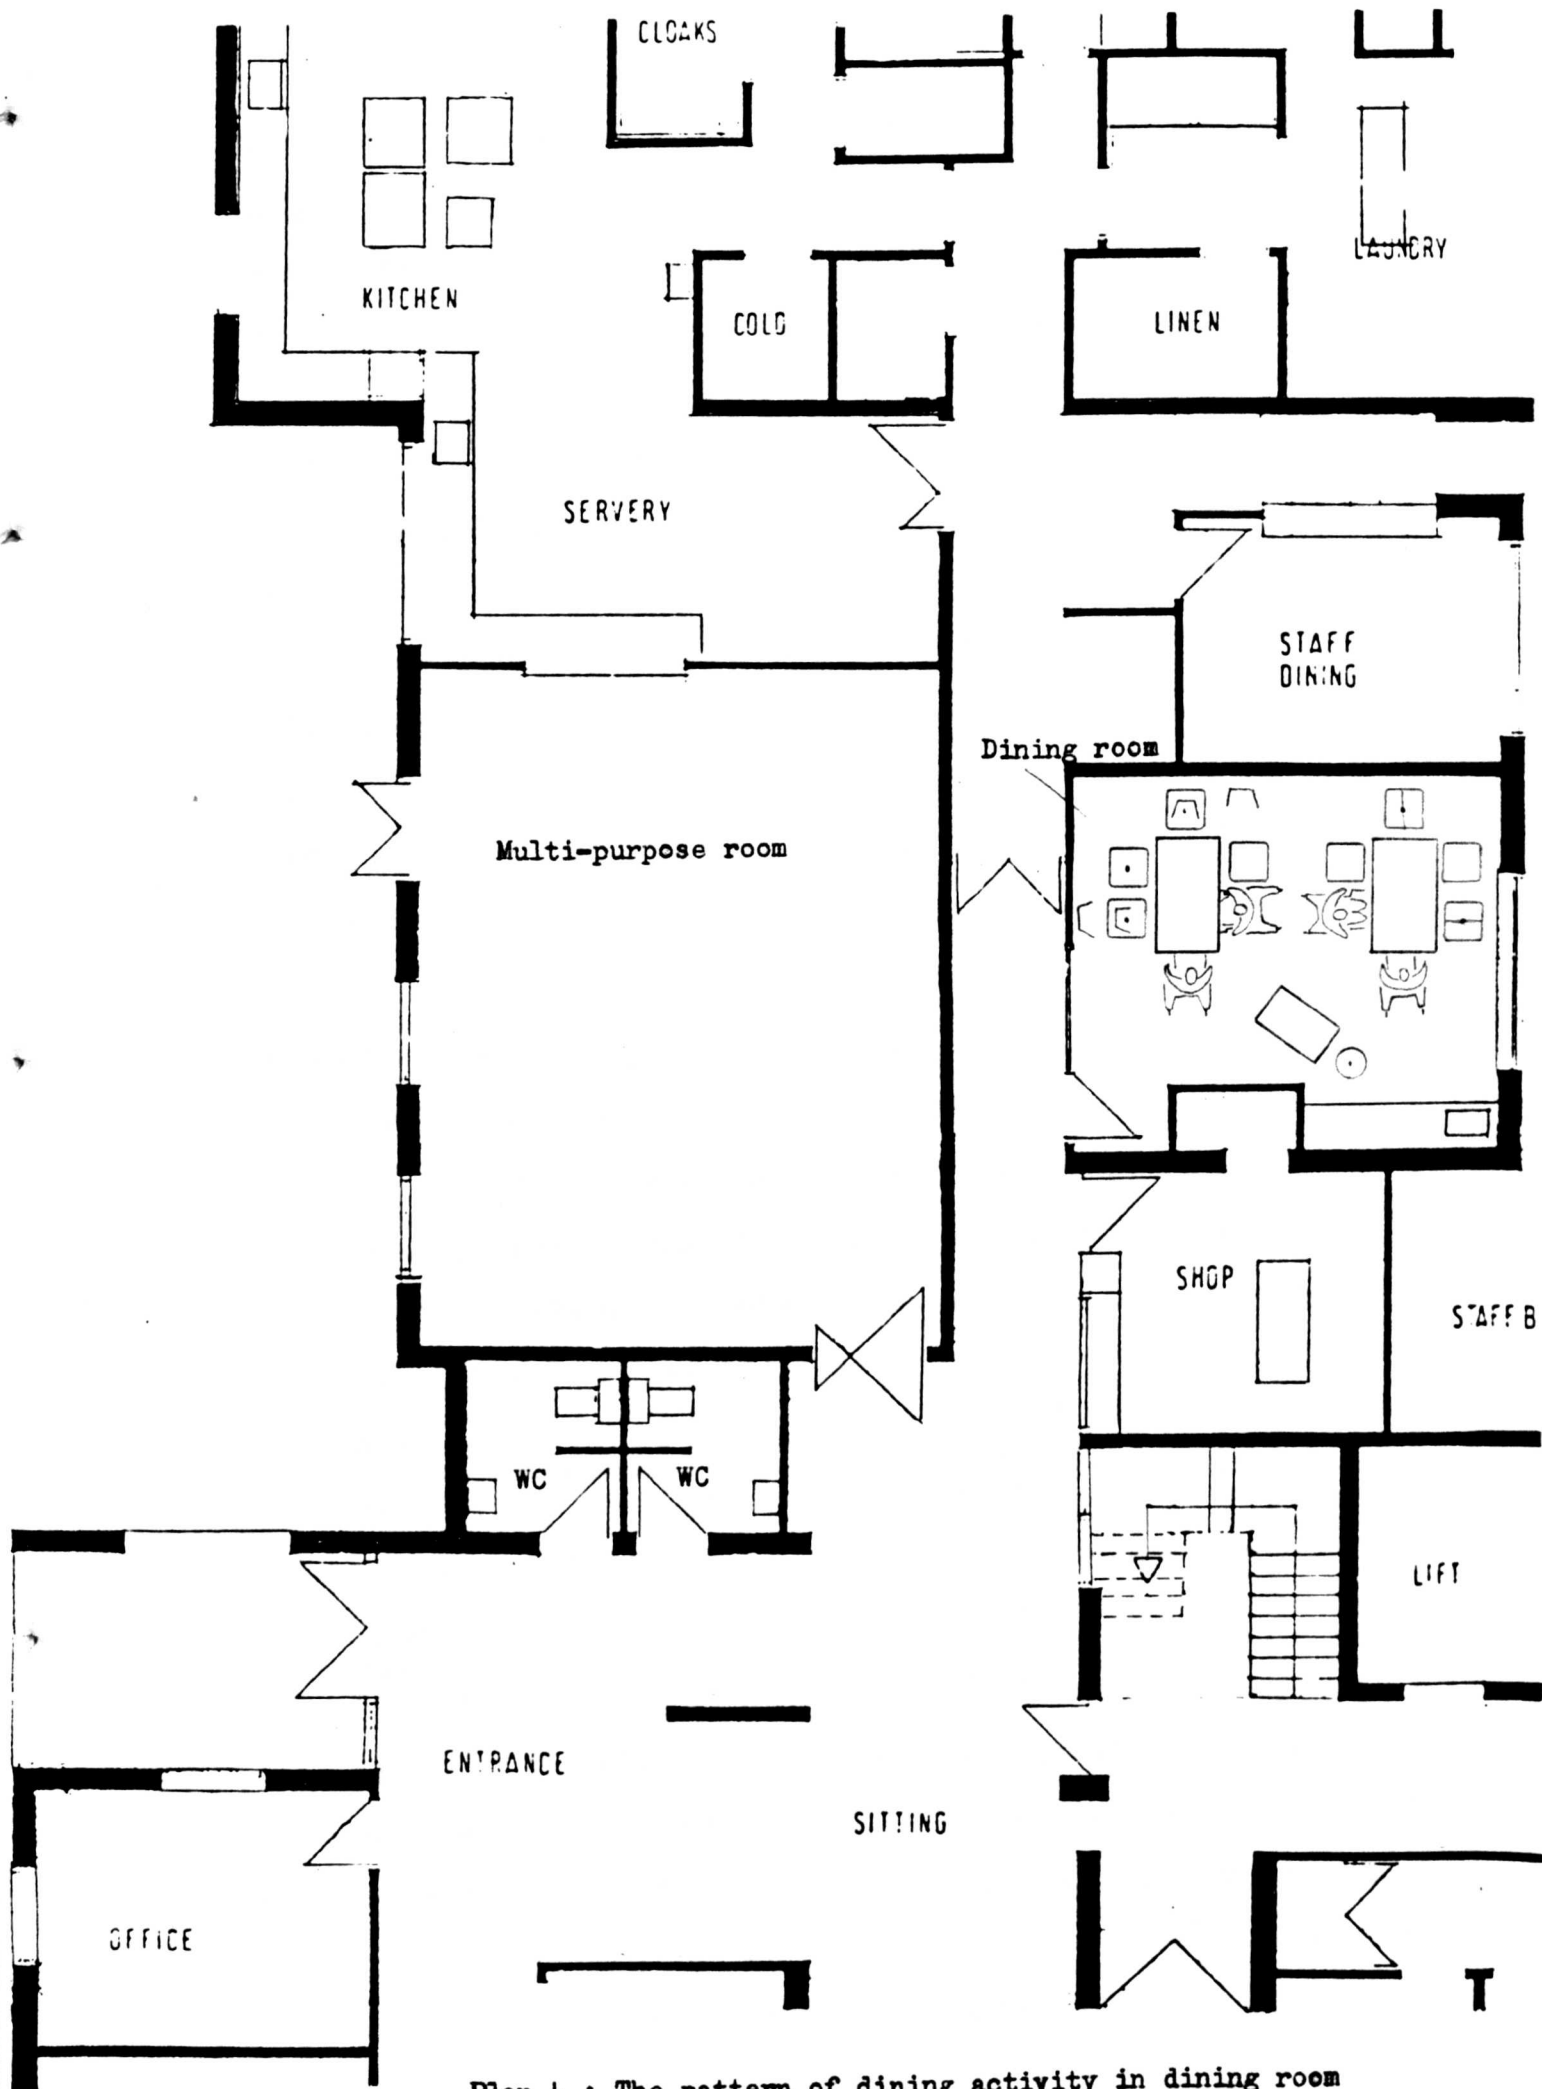 CLOAKS
LAUNDRY
KITCHEN
COLD
LINEN
SERVERY
STAFF
DINING
Dining room
Multi-purpose room
SHOP
STAFF B
WC
WC
LIFT
ENTRANCE
SITTING
OFFICE
: The pattern of dining activity in dining room